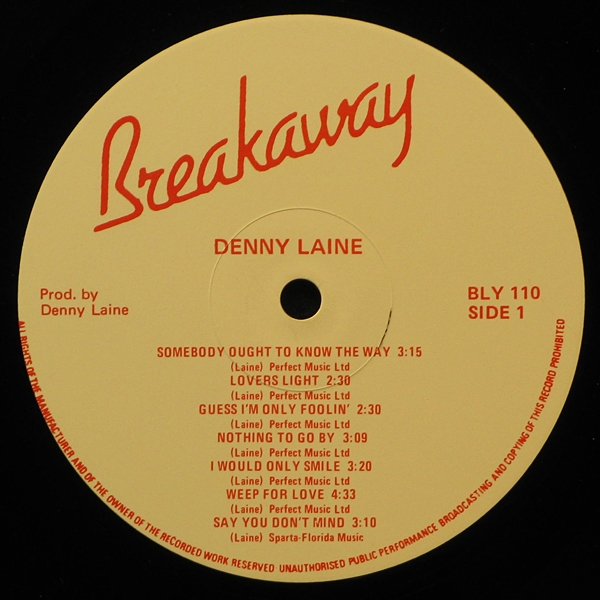 Breakaway
DENNY LAINE
Prod. by
Denny Laine
BLY 110
SIDE 1
SOMEBODY OUGHT TO KNOW THE WAY 3:15
(Laine) Perfect Music Ltd
LOVERS LIGHT 2:30
(Laine) Perfect Music Ltd
GUESS I'M ONLY FOOLIN' 2:30
(Laine) Perfect Music Ltd
NOTHING TO GO BY 3:09
(Laine) Perfect Music Ltd
I WOULD ONLY SMILE 3:20
(Laine) Perfect Music Ltd
WEEP FOR LOVE 4:33
(Laine) Perfect Music Ltd
SAY YOU DON'T MIND 3:10
(Laine) Sparta-Florida Music
ALL RIGHTS OF THE MANUFACTURER AND OF THE OWNER OF THE RECORDED WORK RESERVED UNAUTHORISED PUBLIC PERFORMANCE BROADCASTING AND COPYING OF THIS RECORD PROHIBITED